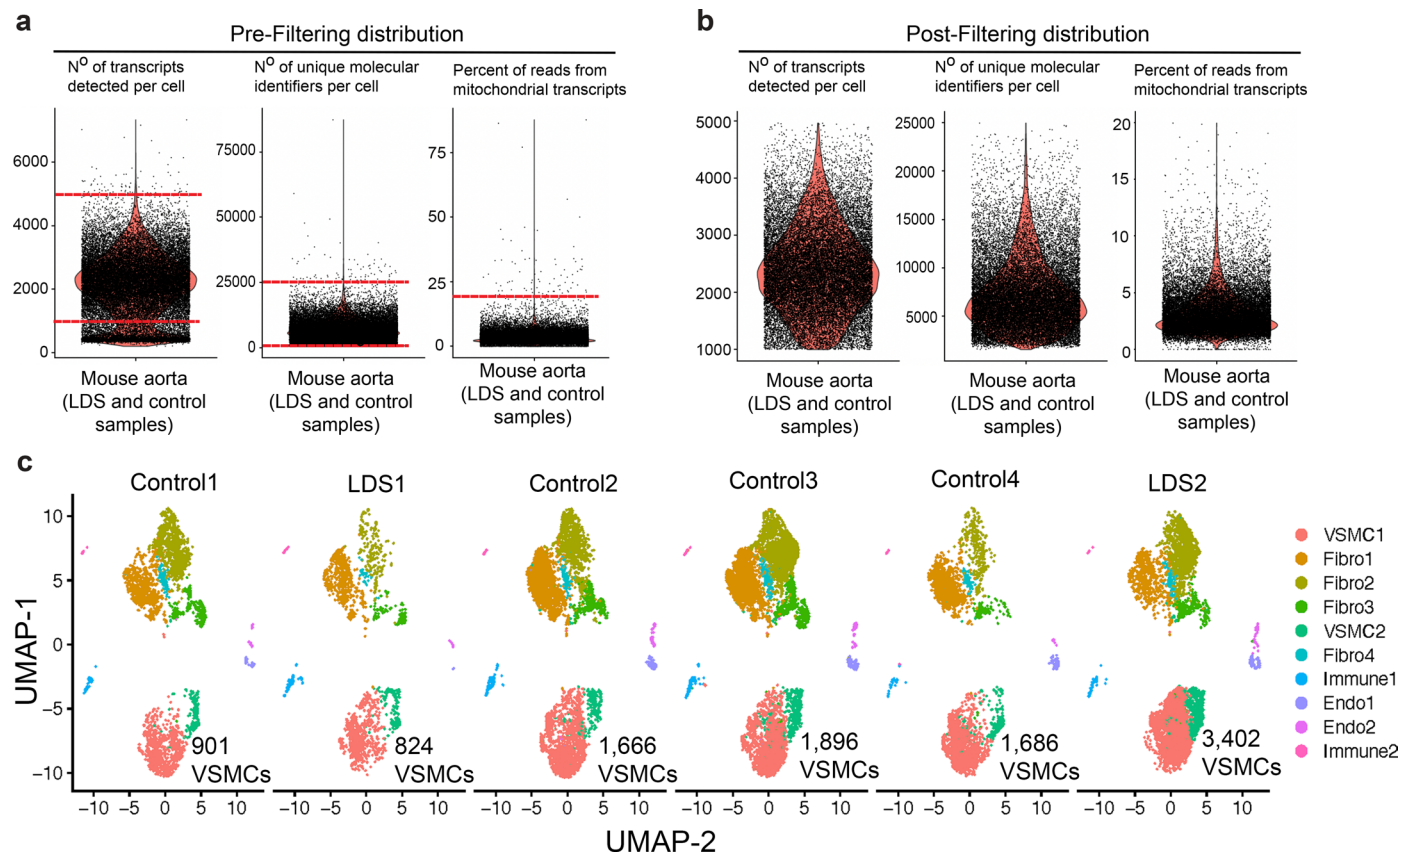 a
Pre-Filtering distribution
Nº of transcripts
detected per cell
6000
4000
2000
0
Mouse aorta
(LDS and control
samples)
Nº of unique molecular
identifiers per cell
75000
50000
25000
0
Mouse aorta
(LDS and control
samples)
Percent of reads from
mitochondrial transcripts
75
50
25
0
Mouse aorta
(LDS and control
samples)
b
Post-Filtering distribution
Nº of transcripts
detected per cell
5000
4000
3000
2000
1000
Mouse aorta
(LDS and control
samples)
Nº of unique molecular
identifiers per cell
25000
20000
15000
10000
5000
Mouse aorta
(LDS and control
samples)
Percent of reads from
mitochondrial transcripts
20
15
10
5
0
Mouse aorta
(LDS and control
samples)
c
UMAP-1
10
5
0
−5
−10
Control1
901
VSMCs
−10 −5 0 5 10
LDS1
824
VSMCs
−10 −5 0 5 10
Control2
1,666
VSMCs
−10 −5 0 5 10
Control3
1,896
VSMCs
−10 −5 0 5 10
Control4
1,686
VSMCs
−10 −5 0 5 10
LDS2
3,402
VSMCs
−10 −5 0 5 10
UMAP-2
VSMC1
Fibro1
Fibro2
Fibro3
VSMC2
Fibro4
Immune1
Endo1
Endo2
Immune2